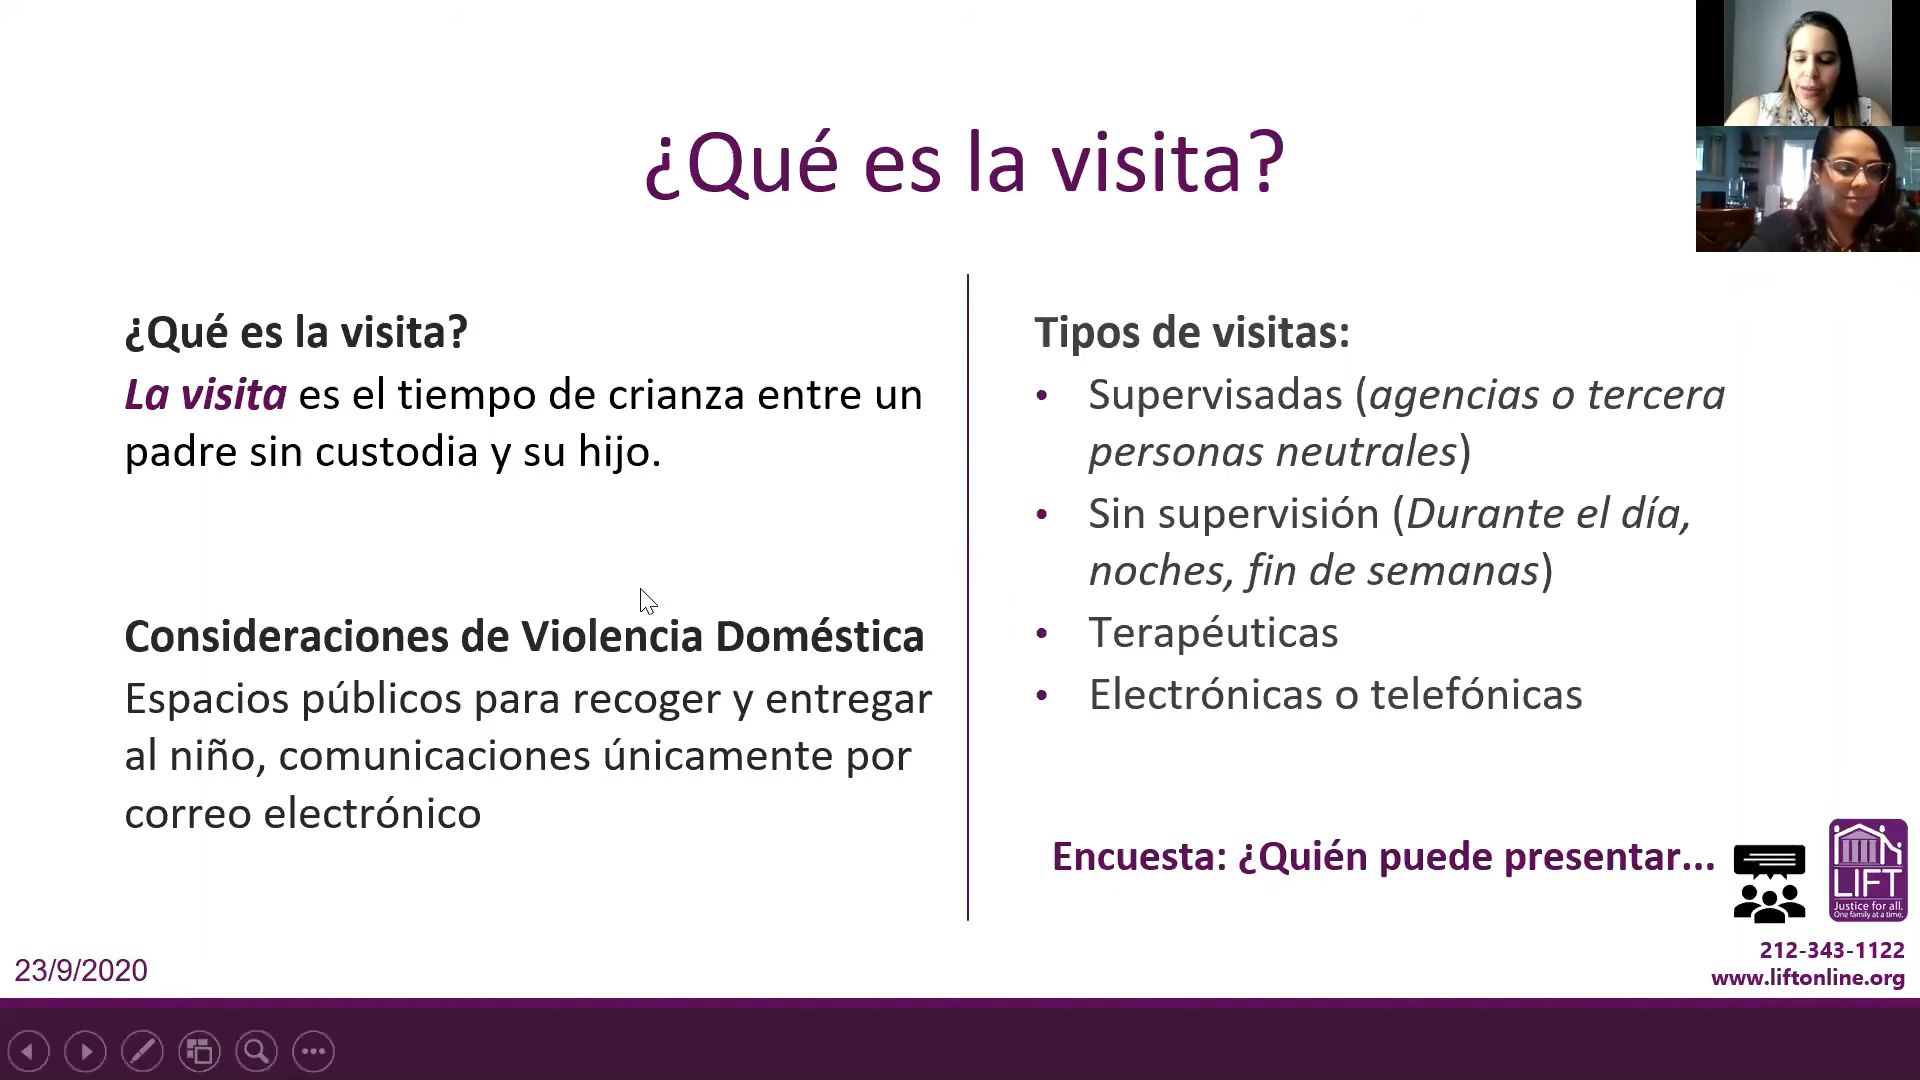 ¿Qué es la visita?
¿Qué es la visita?
La visita es el tiempo de crianza entre un
padre sin custodia y su hijo.
Consideraciones de Violencia Doméstica
Espacios públicos para recoger y entregar
al niño, comunicaciones únicamente por
correo electrónico
Tipos de visitas:
• Supervisadas (agencias o tercera
personas neutrales)
• Sin supervisión (Durante el día,
noches, fin de semanas)
• Terapéuticas
• Electrónicas o telefónicas
Encuesta: ¿Quién puede presentar...
LIFT
Justice for all.
One family at a time.
212-343-1122
www.liftonline.org
23/9/2020